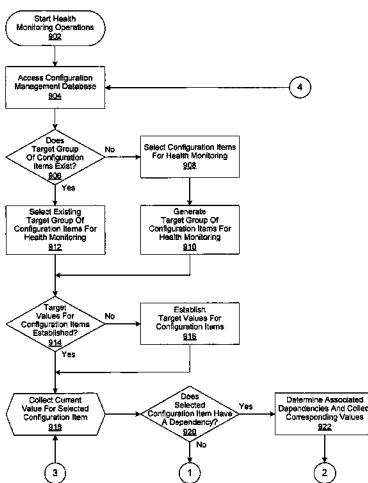 Start Health
Monitoring Operations
902
Access Configuration
Management Database
904
4
Does
Target Group
Of Configuration
Items Exist?
906
No
Yes
Select Configuration Items
For Health Monitoring
908
Select Existing
Target Group Of
Configuration Items For
Health Monitoring
912
Generate
Target Group Of
Configuration Items For
Health Monitoring
910
Target
Values For
Configuration Items
Established?
914
No
Yes
Establish
Target Values For
Configuration Items
916
Collect Current
Value For Selected
Configuration Item
918
Does
Selected
Configuration Item Have
A Dependency?
920
Yes
No
Determine Associated
Dependencies And Collect
Corresponding Values
922
3
1
2